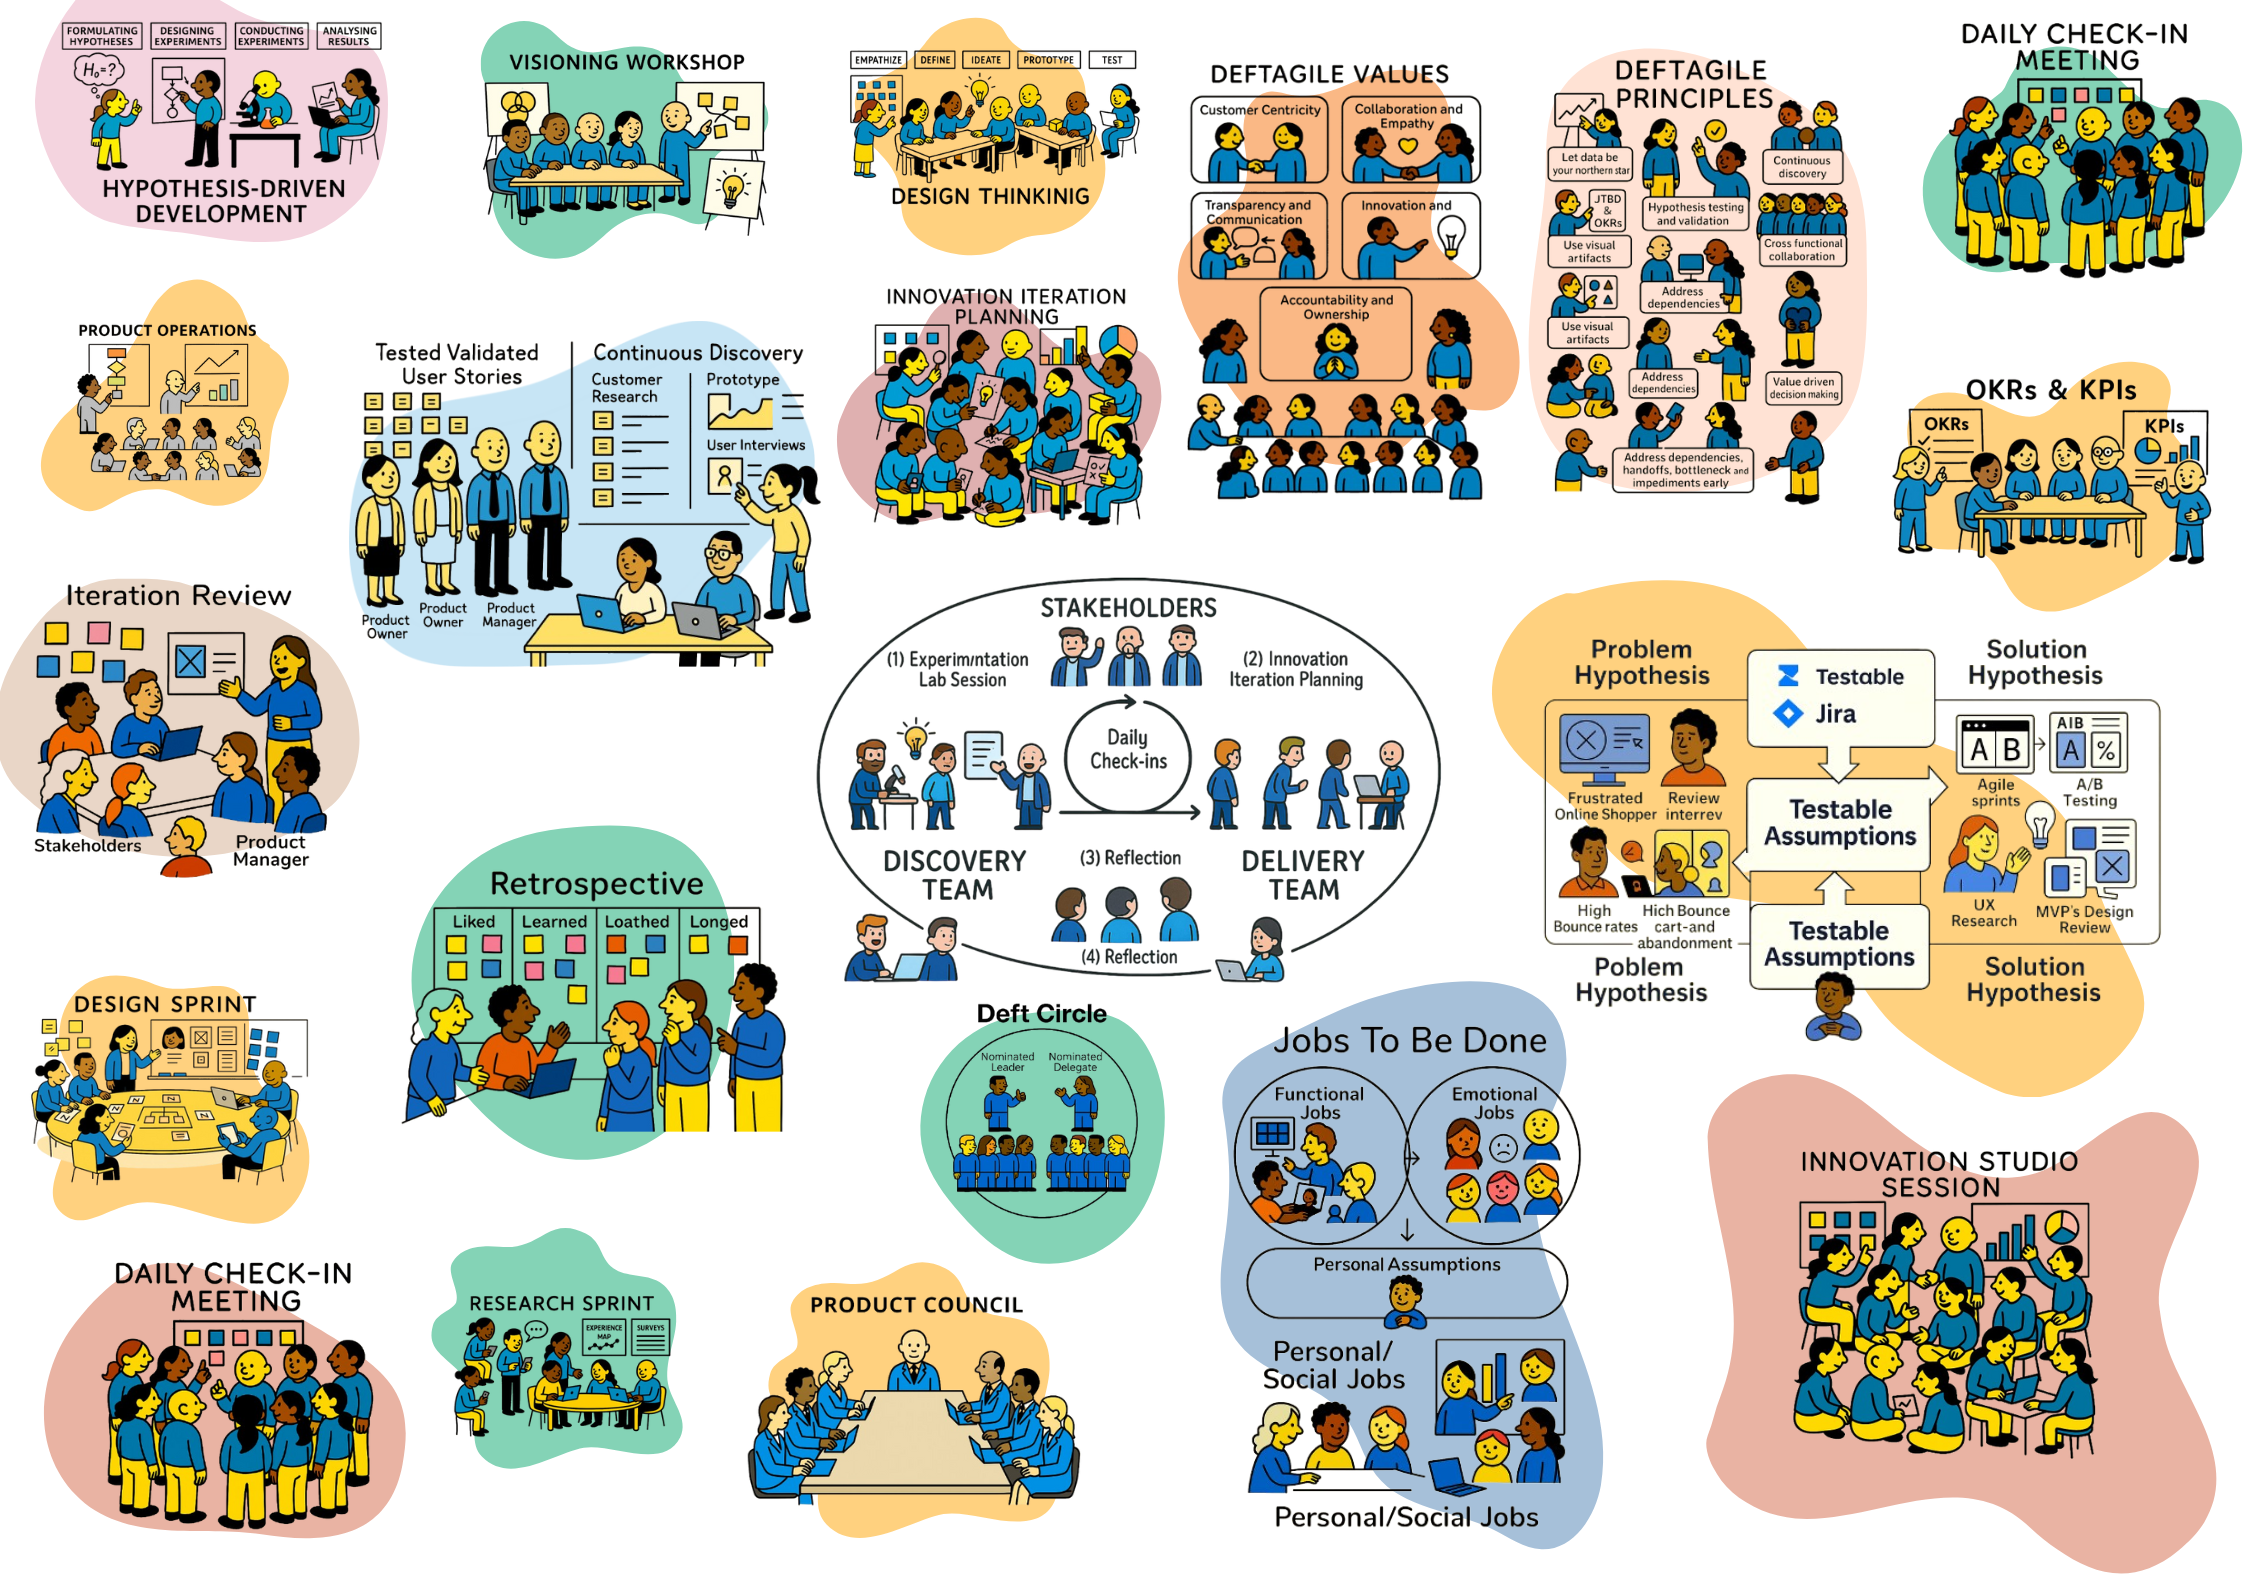 FORMULATING
HYPOTHESES
DESIGNING
EXPERIMENTS
CONDUCTING
EXPERIMENTS
ANALYSING
RESULTS
H₀=?
HYPOTHESIS-DRIVEN
DEVELOPMENT
VISIONING WORKSHOP
EMPATHIZE
DEFINE
IDEATE
PROTOTYPE
TEST
DESIGN THINKINIG
DEFTAGILE VALUES
Customer Centricity
Collaboration and
Empathy
Transparency and
Communication
Innovation and
Accountability and
Ownership
DEFTAGILE
PRINCIPLES
Let data be
your northern star
Continuous
discovery
JTBD
&
OKRs
Hypothesis testing
and validation
Use visual
artifacts
Cross functional
collaboration
Address
dependencies
Use visual
artifacts
Address
dependencies
Value driven
decision making
Address dependencies,
handoffs, bottleneck and
impediments early
DAILY CHECK-IN
MEETING
PRODUCT OPERATIONS
Tested Validated
User Stories
Continuous Discovery
Customer
Research
Prototype
User Interviews
Product
Owner
Product
Owner
Product
Manager
INNOVATION ITERATION
PLANNING
OKRs & KPIs
OKRs
KPIs
Iteration Review
Stakeholders
Product
Manager
STAKEHOLDERS
(1) Experimıntation
Lab Session
(2) Innovation
Iteration Planning
Daily
Check-ins
DISCOVERY
TEAM
(3) Reflection
DELIVERY
TEAM
(4) Reflection
Problem
Hypothesis
Testable
Jira
Solution
Hypothesis
Frustrated
Online Shopper
Review
interrev
Testable
Assumptions
A B
AIB
A %
Agile
sprints
A/B
Testing
High
Bounce rates
Hich Bounce
cart-and
abandonment
Testable
Assumptions
UX
Research
MVP's Design
Review
Poblem
Hypothesis
Solution
Hypothesis
Retrospective
Liked
Learned
Loathed
Longed
DESIGN SPRINT
N
N
N
N
Deft Circle
Nominated
Leader
Nominated
Delegate
Jobs To Be Done
Functional
Jobs
Emotional
Jobs
Personal Assumptions
Personal/
Social Jobs
Personal/Social Jobs
INNOVATION STUDIO
SESSION
DAILY CHECK-IN
MEETING
RESEARCH SPRINT
EXPERIENCE
MAP
SURVEYS
PRODUCT COUNCIL